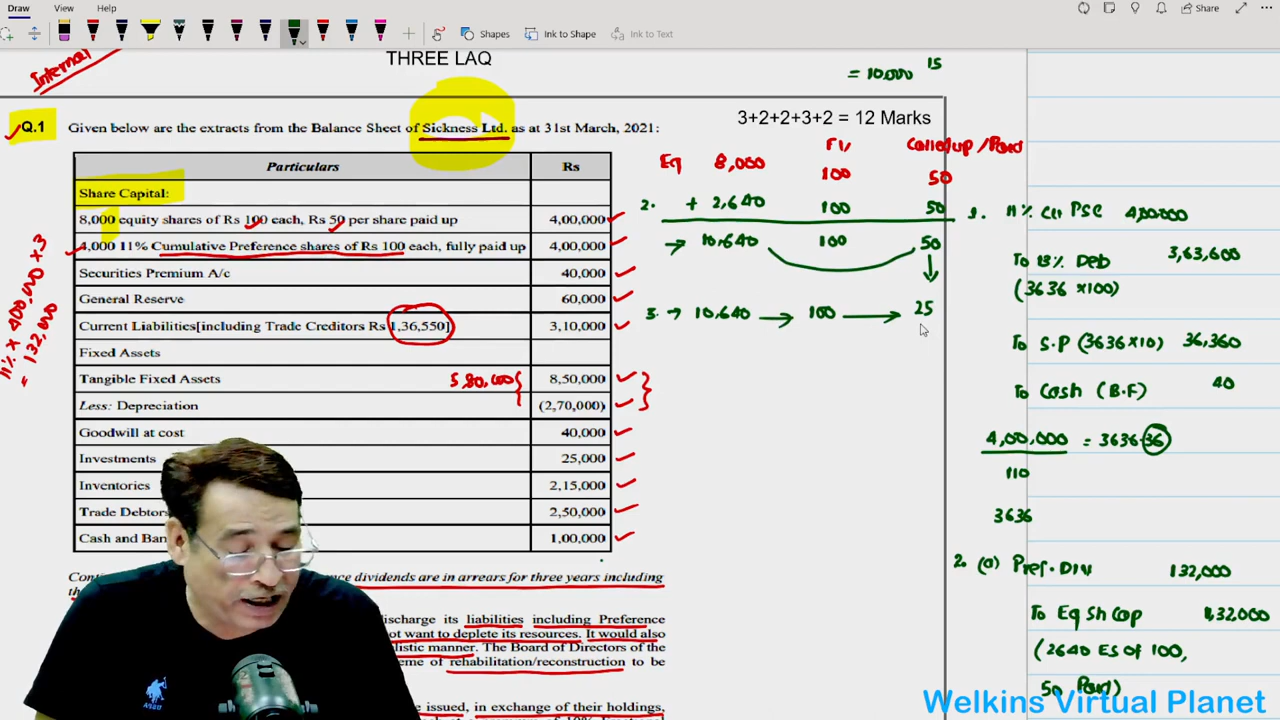 Draw View Help
Shapes Ink to Shape Ink to Text Share
THREE LAQ
Internal
= 10,000 15
3+2+2+3+2 = 12 Marks
Q.1 Given below are the extracts from the Balance Sheet of Sickness Ltd. as at 31st March, 2021:
Particulars Rs
Share Capital:
8,000 equity shares of Rs 100 each, Rs 50 per share paid up 4,00,000
4,000 11% Cumulative Preference shares of Rs 100 each, fully paid up 4,00,000
Securities Premium A/c 40,000
General Reserve 60,000
Current Liabilities[including Trade Creditors Rs 1,36,550] 3,10,000
Fixed Assets
Tangible Fixed Assets 5,80,000 8,50,000
Less: Depreciation (2,70,000)
Goodwill at cost 40,000
Investments 25,000
Inventories 2,15,000
Trade Debtors 2,50,000
Cash and Ban 1,00,000
11% × 400,000 × 3
= 132,000
dividends are in arrears for three years including
discharge its liabilities including Preference
not want to deplete its resources. It would also
listic manner. The Board of Directors of the
eme of rehabilitation/reconstruction to be
issued, in exchange of their holdings,
FV Called up / Paid
Eq 8,000 100 50
2. + 2,640 100 50
→ 10,640 100 50
3. → 10,640 → 100 → 25
1. 11% Cu PSC 4,00,000
To 13% Deb 3,63,600
(3636 ×100)
To S.P (3636 ×10) 36,360
To Cash (B.F) 40
4,00,000 = 3636.36
110
3636
2. (a) Pref. Div 132,000
To Eq Sh Cap 1,32,000
(2640 ES of 100,
50 Paid)
Welkins Virtual Planet